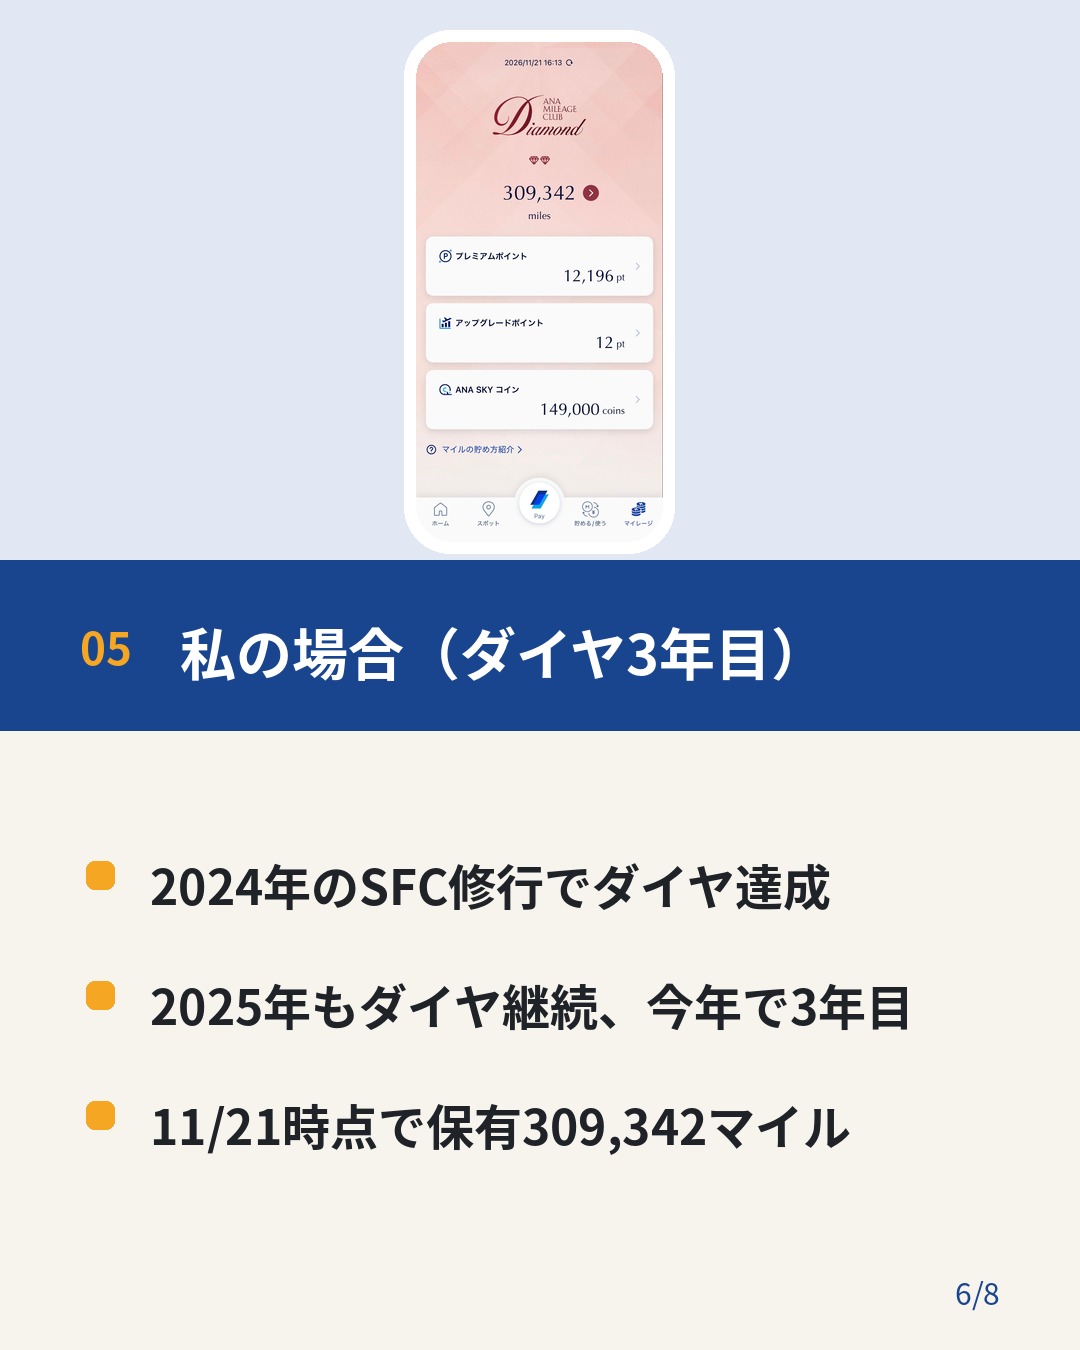 2026/11/21 16:13
ANA
MILEAGE
CLUB
Diamond
309,342
miles
プレミアムポイント
12,196 pt
アップグレードポイント
12 pt
ANA SKY コイン
149,000 coins
マイルの貯め方紹介
ホーム
スポット
Pay
貯める/使う
マイレージ
05 私の場合（ダイヤ3年目）
2024年のSFC修行でダイヤ達成
2025年もダイヤ継続、今年で3年目
11/21時点で保有309,342マイル
6/8